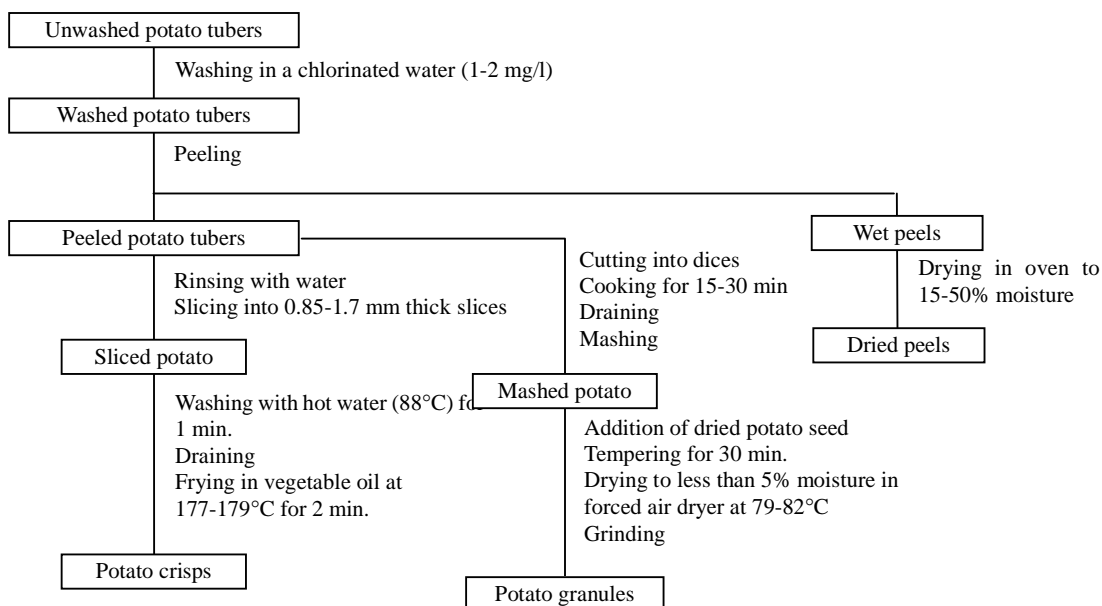 Unwashed potato tubers
Washing in a chlorinated water (1-2 mg/l)
Washed potato tubers
Peeling
Peeled potato tubers
Rinsing with water
Slicing into 0.85-1.7 mm thick slices
Sliced potato
Washing with hot water (88°C) for
1 min.
Draining
Frying in vegetable oil at
177-179°C for 2 min.
Potato crisps
Cutting into dices
Cooking for 15-30 min
Draining
Mashing
Mashed potato
Addition of dried potato seed
Tempering for 30 min.
Drying to less than 5% moisture in
forced air dryer at 79-82°C
Grinding
Potato granules
Wet peels
Drying in oven to
15-50% moisture
Dried peels